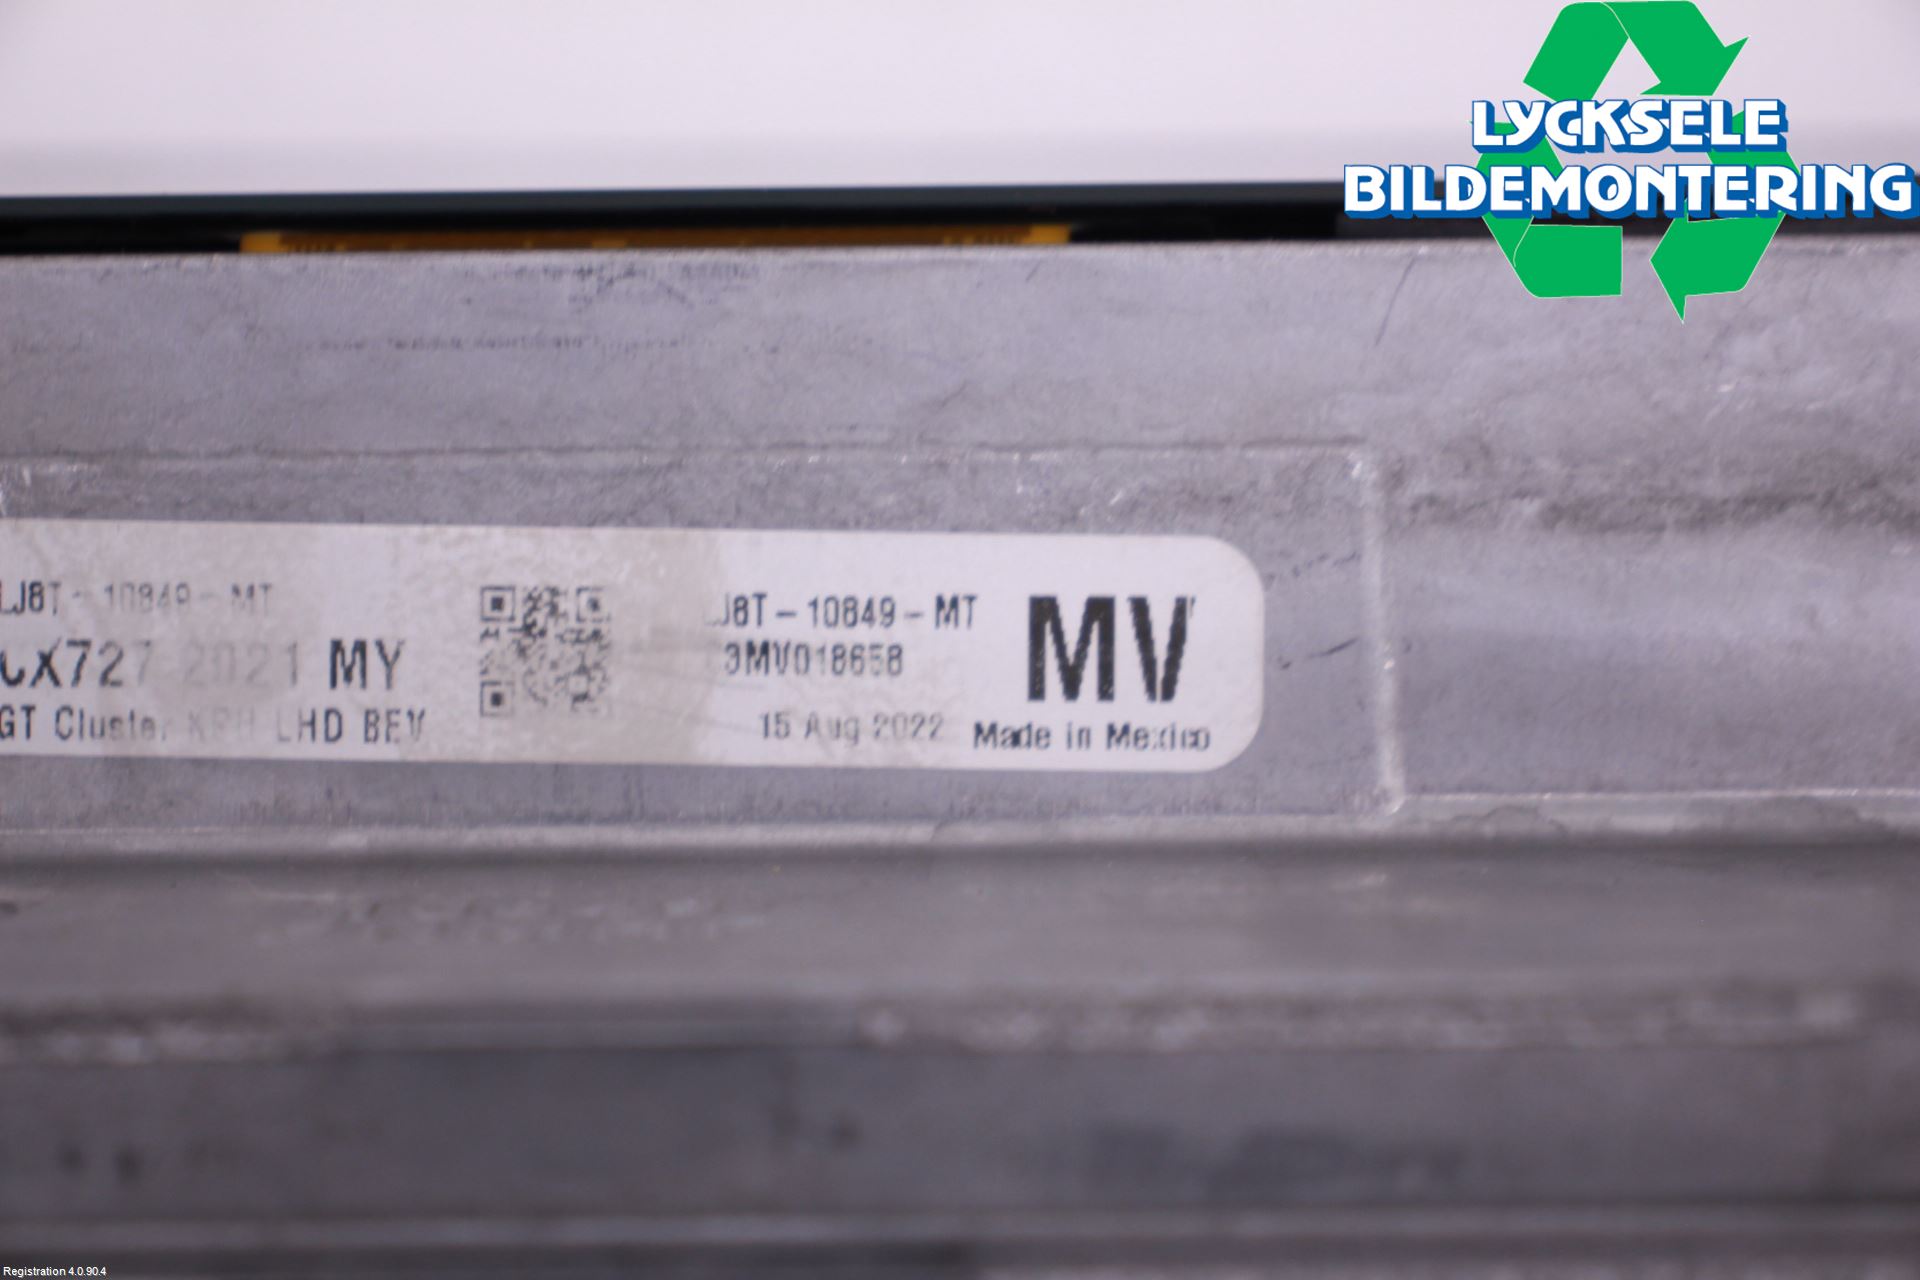 LYCKSELE
BILDEMONTERING
LJ8T - 10849 - MT
CX727 2021 MY
GT Cluster KPH LHD BEV
LJ8T - 10849 - MT
3MV018658
15 Aug 2022
MV
Made in Mexico
Registration 4.0.90.4